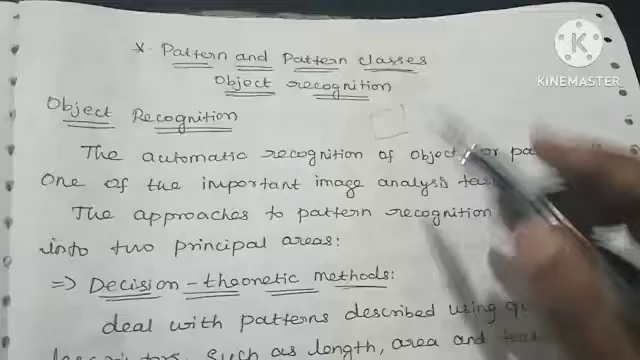 * Pattern and Pattern classes
Object recognition
KINEMASTER
Object Recognition
The automatic recognition of object or
One of the important image analysis
The approaches to pattern recognition
into two principal areas:
=> Decision-theoretic methods:
deal with patterns described using
such as length, area and